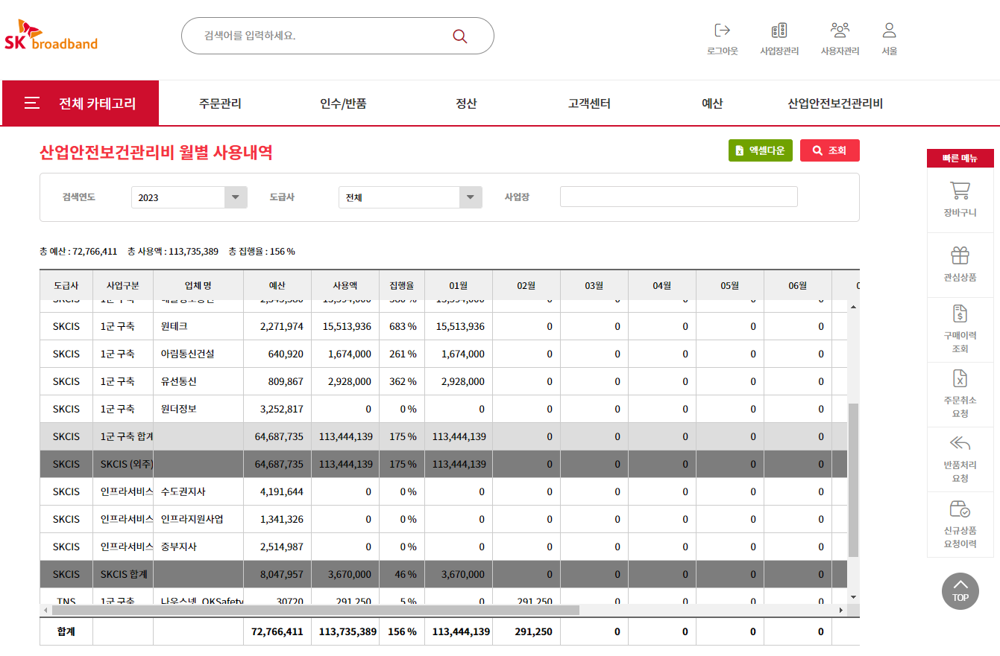 SK broadband
검색어를 입력하세요.
로그아웃 사업장관리 사용자관리 서울
전체 카테고리 주문관리 인수/반품 정산 고객센터 예산 산업안전보건관리비
산업안전보건관리비 월별 사용내역 엑셀다운 조회
검색연도 2023 도급사 전체 사업장
총 예산 : 72,766,411 총 사용액 : 113,735,389 총 집행율 : 156 %
도급사 사업구분 업체 명 예산 사용액 집행율 01월 02월 03월 04월 05월 06월 0
SKCIS 1군 구축
SKCIS 1군 구축 원테크 2,271,974 15,513,936 683 % 15,513,936 0 0 0 0 0
SKCIS 1군 구축 아림통신건설 640,920 1,674,000 261 % 1,674,000 0 0 0 0 0
SKCIS 1군 구축 유선통신 809,867 2,928,000 362 % 2,928,000 0 0 0 0 0
SKCIS 1군 구축 원더정보 3,252,817 0 0 % 0 0 0 0 0 0
SKCIS 1군 구축 합계 64,687,735 113,444,139 175 % 113,444,139 0 0 0 0 0
SKCIS SKCIS (외주) 64,687,735 113,444,139 175 % 113,444,139 0 0 0 0 0
SKCIS 인프라서비스 수도권지사 4,191,644 0 0 % 0 0 0 0 0 0
SKCIS 인프라서비스 인프라지원사업 1,341,326 0 0 % 0 0 0 0 0 0
SKCIS 인프라서비스 중부지사 2,514,987 0 0 % 0 0 0 0 0 0
SKCIS SKCIS 합계 8,047,957 3,670,000 46 % 3,670,000 0 0 0 0 0
TNS 1군 구축 나우스넷_OKSafety 30720 291,250 5 % 0 291,250 0 0 0 0
합계 72,766,411 113,735,389 156 % 113,444,139 291,250 0 0 0 0
빠른 메뉴
장바구니
관심상품
구매이력
조회
주문취소
요청
반품처리
요청
신규상품
요청이력
TOP